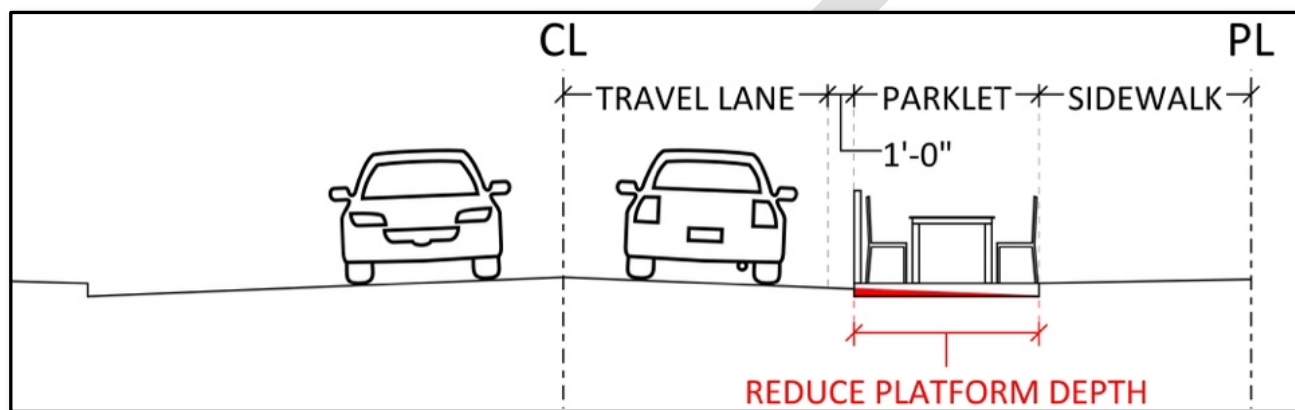 CL
PL
TRAVEL LANE
PARKLET
SIDEWALK
1'-0"
REDUCE PLATFORM DEPTH